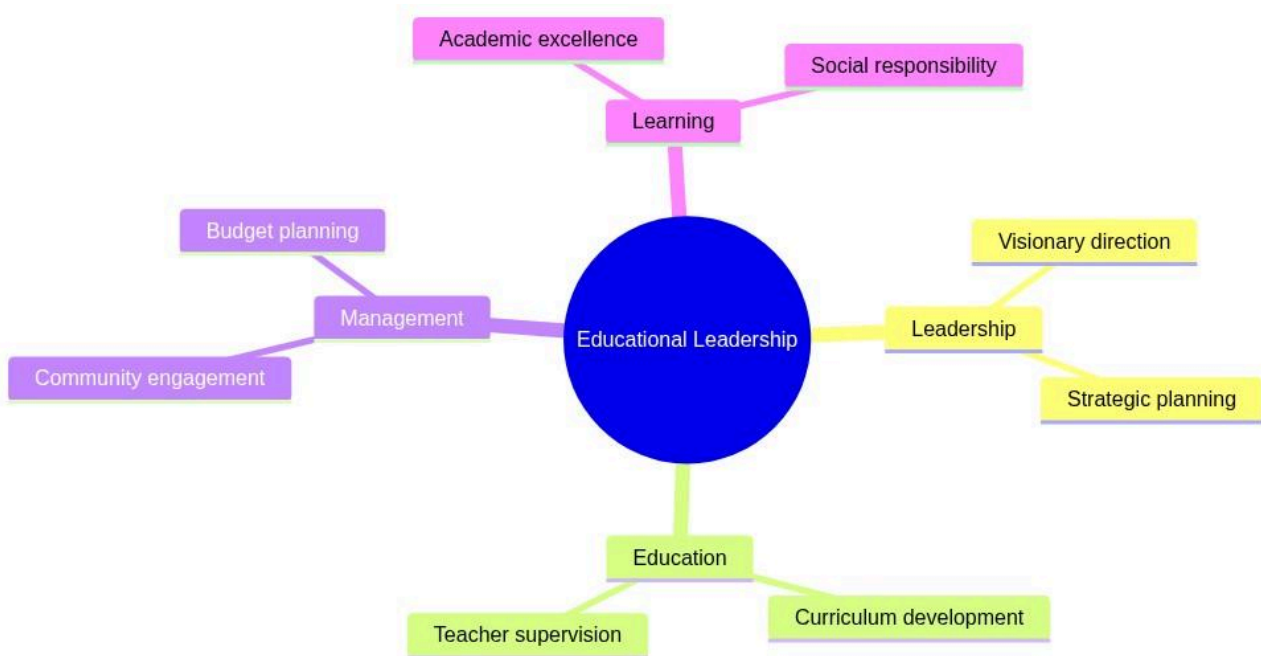 Academic excellence
Social responsibility
Learning
Budget planning
Visionary direction
Management
Educational Leadership
Leadership
Community engagement
Strategic planning
Education
Teacher supervision
Curriculum development